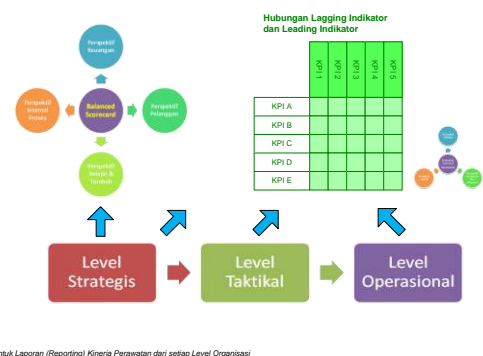 Hubungan Lagging Indikator
dan Leading Indikator
Perspektif
Keuangan
Perspektif
Internal
Proses
Balanced
Scorecard
Perspektif
Pelanggan
Perspektif
Belajar &
Tumbuh
KPI 1
KPI 2
KPI 3
KPI 4
KPI 5
KPI A
KPI B
KPI C
KPI D
KPI E
Level
Strategis
Level
Taktikal
Level
Operasional
ntuk Laporan (Reporting) Kinerja Perawatan dari setiap Level Organisasi